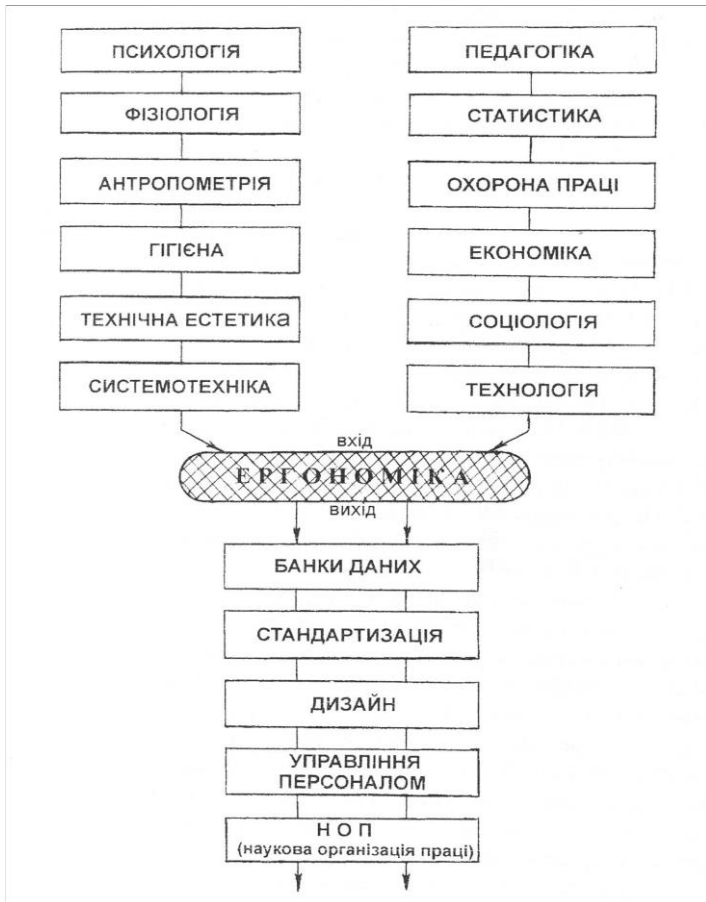 ПСИХОЛОГІЯ
ФІЗІОЛОГІЯ
АНТРОПОМЕТРІЯ
ГІГІЄНА
ТЕХНІЧНА ЕСТЕТИКа
СИСТЕМОТЕХНІКА
ПЕДАГОГІКА
СТАТИСТИКА
ОХОРОНА ПРАЦІ
ЕКОНОМІКА
СОЦІОЛОГІЯ
ТЕХНОЛОГІЯ
вхід
ЕРГОНОМІКА
вихід
БАНКИ ДАНИХ
СТАНДАРТИЗАЦІЯ
ДИЗАЙН
УПРАВЛІННЯ
ПЕРСОНАЛОМ
Н О П
(наукова організація праці)